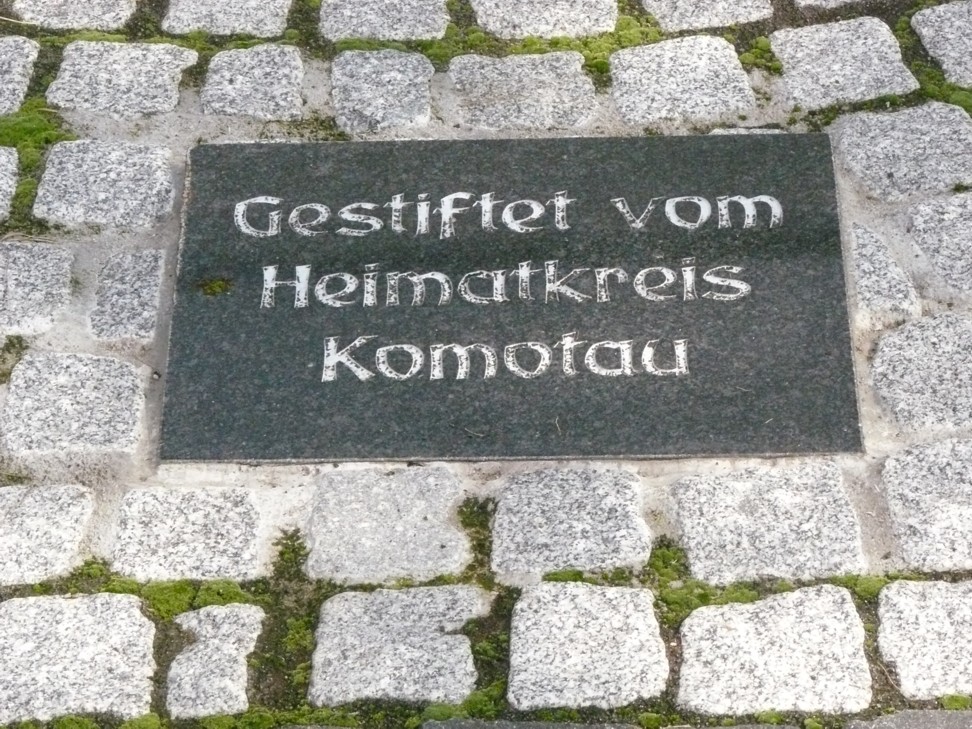 Gestiftet vom
Heimatkreis
Komotau